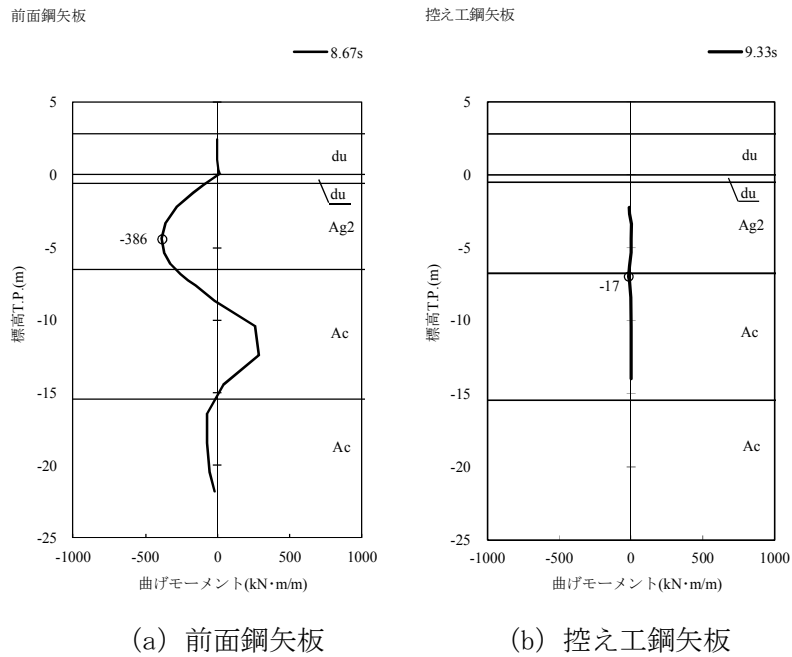 前面鋼矢板
8.67s
5
0
-5
-10
-15
-20
-25
標高T.P.(m)
du
du
Ag2
Ac
Ac
-386
-1000 -500 0 500 1000
曲げモーメント(kN･m/m)
(a) 前面鋼矢板
控え工鋼矢板
9.33s
5
0
-5
-10
-15
-20
-25
標高T.P.(m)
du
du
Ag2
Ac
Ac
-17
-1000 -500 0 500 1000
曲げモーメント(kN･m/m)
(b) 控え工鋼矢板